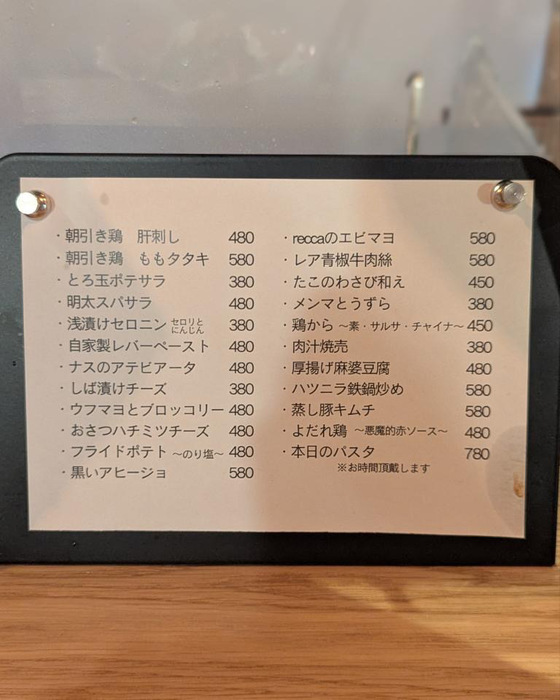 ・朝引き鶏　肝刺し 480
・朝引き鶏　ももタタキ 580
・とろ玉ポテサラ 380
・明太スパサラ 480
・浅漬けセロニン セロリとにんじん 380
・自家製レバーペースト 480
・ナスのアテビアータ 480
・しば漬けチーズ 380
・ウフマヨとブロッコリー 480
・おさつハチミツチーズ 480
・フライドポテト ～のり塩～ 480
・黒いアヒージョ 580
・reccaのエビマヨ 580
・レア青椒牛肉絲 580
・たこのわさび和え 450
・メンマとうずら 380
・鶏から ～素・サルサ・チャイナ～ 450
・肉汁焼売 380
・厚揚げ麻婆豆腐 480
・ハツニラ鉄鍋炒め 580
・蒸し豚キムチ 580
・よだれ鶏 ～悪魔的赤ソース～ 480
・本日のパスタ 780
※お時間頂戴します